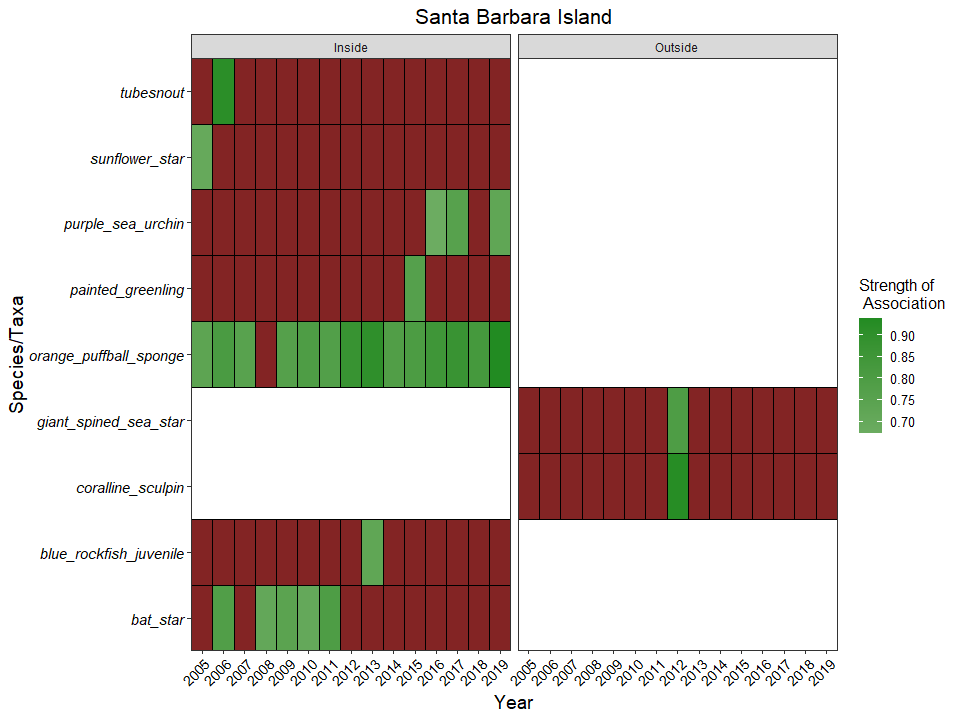 Santa Barbara Island
Inside
Outside
Species/Taxa
tubesnout
sunflower_star
purple_sea_urchin
painted_greenling
orange_puffball_sponge
giant_spined_sea_star
coralline_sculpin
blue_rockfish_juvenile
bat_star
2005 2006 2007 2008 2009 2010 2011 2012 2013 2014 2015 2016 2017 2018 2019
2005 2006 2007 2008 2009 2010 2011 2012 2013 2014 2015 2016 2017 2018 2019
Year
Strength of
Association
0.90
0.85
0.80
0.75
0.70